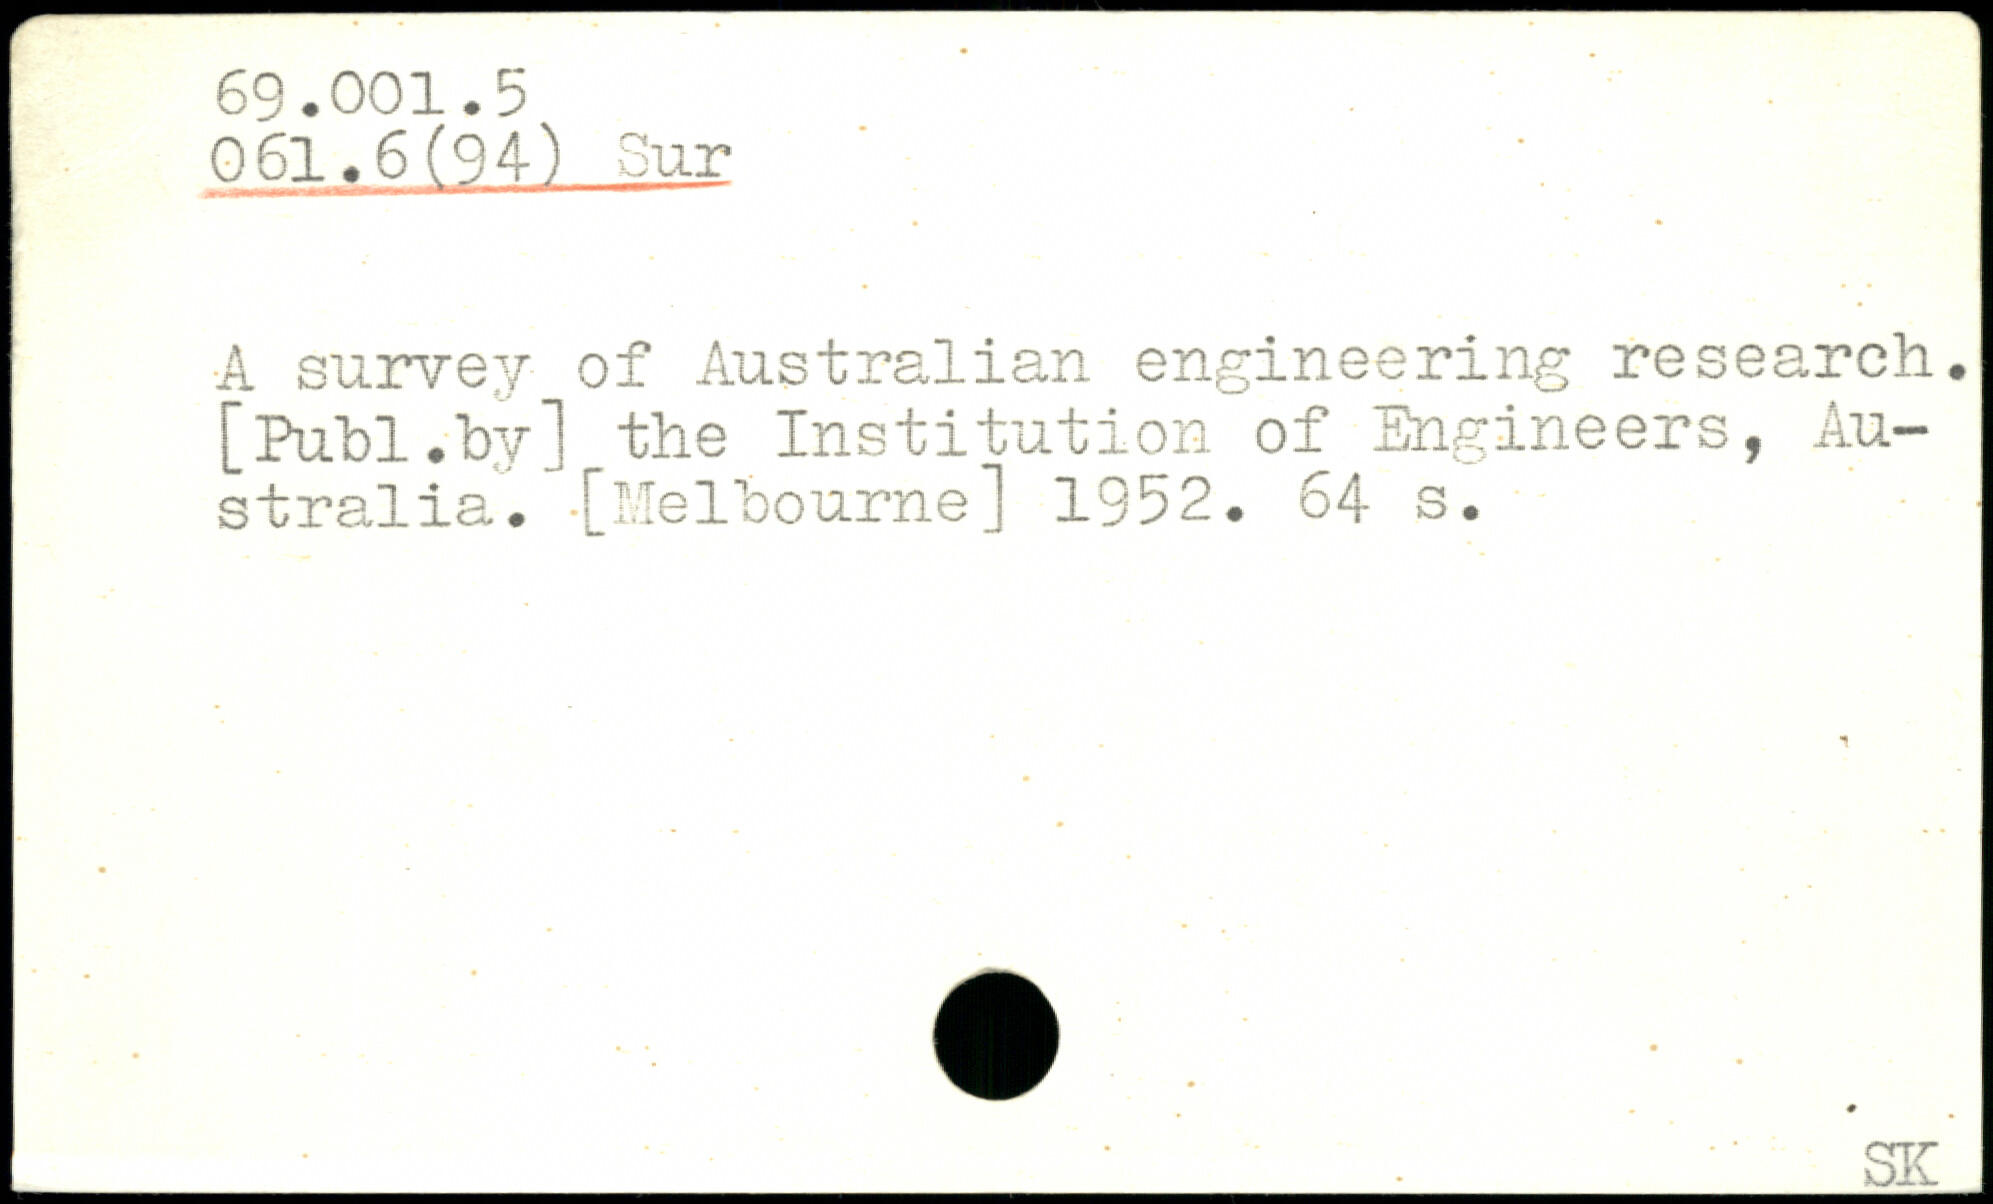 69.001.5
061.6(94) Sur
A survey of Australian engineering research.
[Publ.by] the Institution of Engineers, Au-
stralia. [Melbourne] 1952. 64 s.
SK